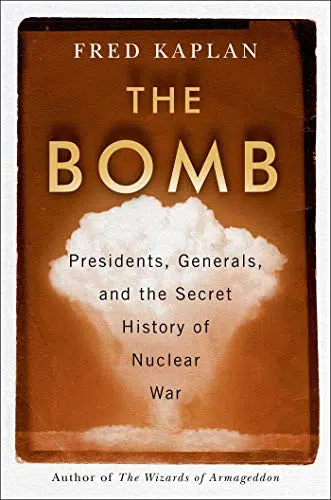 FRED KAPLAN
THE
BOMB
Presidents, Generals,
and the Secret
History of
Nuclear
War
Author of The Wizards of Armageddon